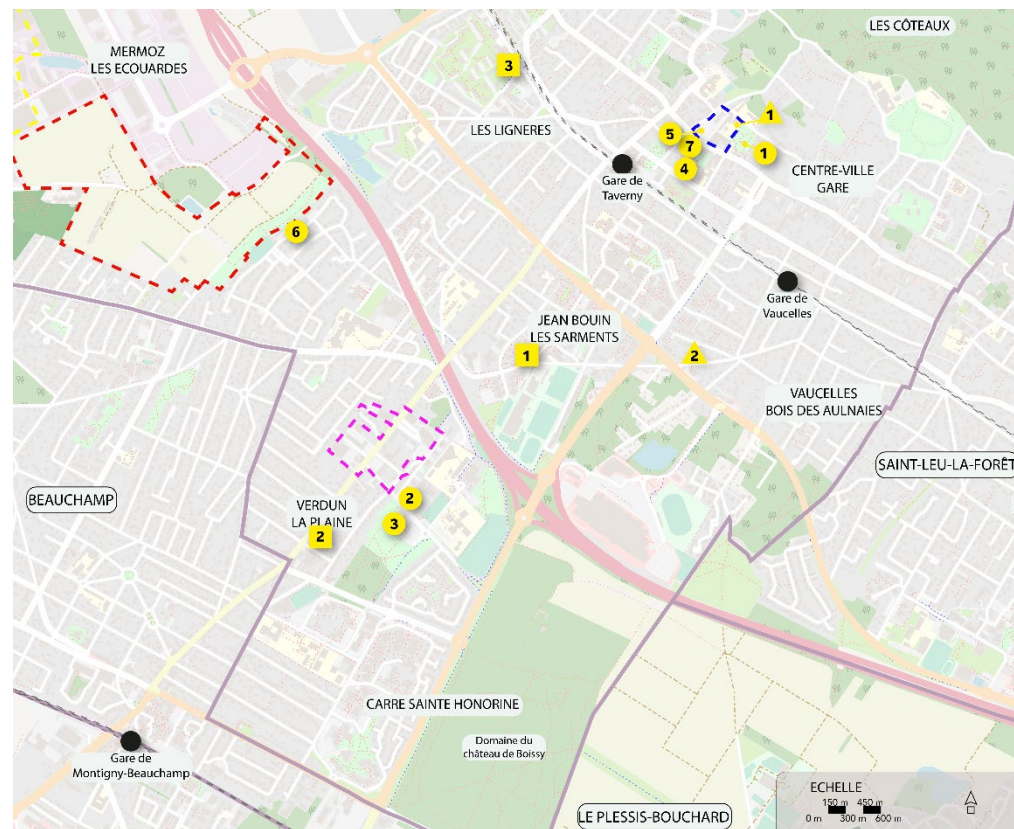 LES CÔTEAUX
MERMOZ
LES ECOUARDES
3
LES LIGNERES
1
5
7
1
4
CENTRE-VILLE
GARE
Gare de
Taverny
6
Gare de
Vaucelles
JEAN BOUIN
LES SARMENTS
1
2
VAUCELLES
BOIS DES AULNAIES
SAINT-LEU-LA-FORÊT
BEAUCHAMP
2
VERDUN
LA PLAINE
3
2
CARRE SAINTE HONORINE
Domaine du
château de Boissy
Gare de
Montigny-Beauchamp
ECHELLE
150 m 450 m
0 m 300 m 600 m
LE PLESSIS-BOUCHARD